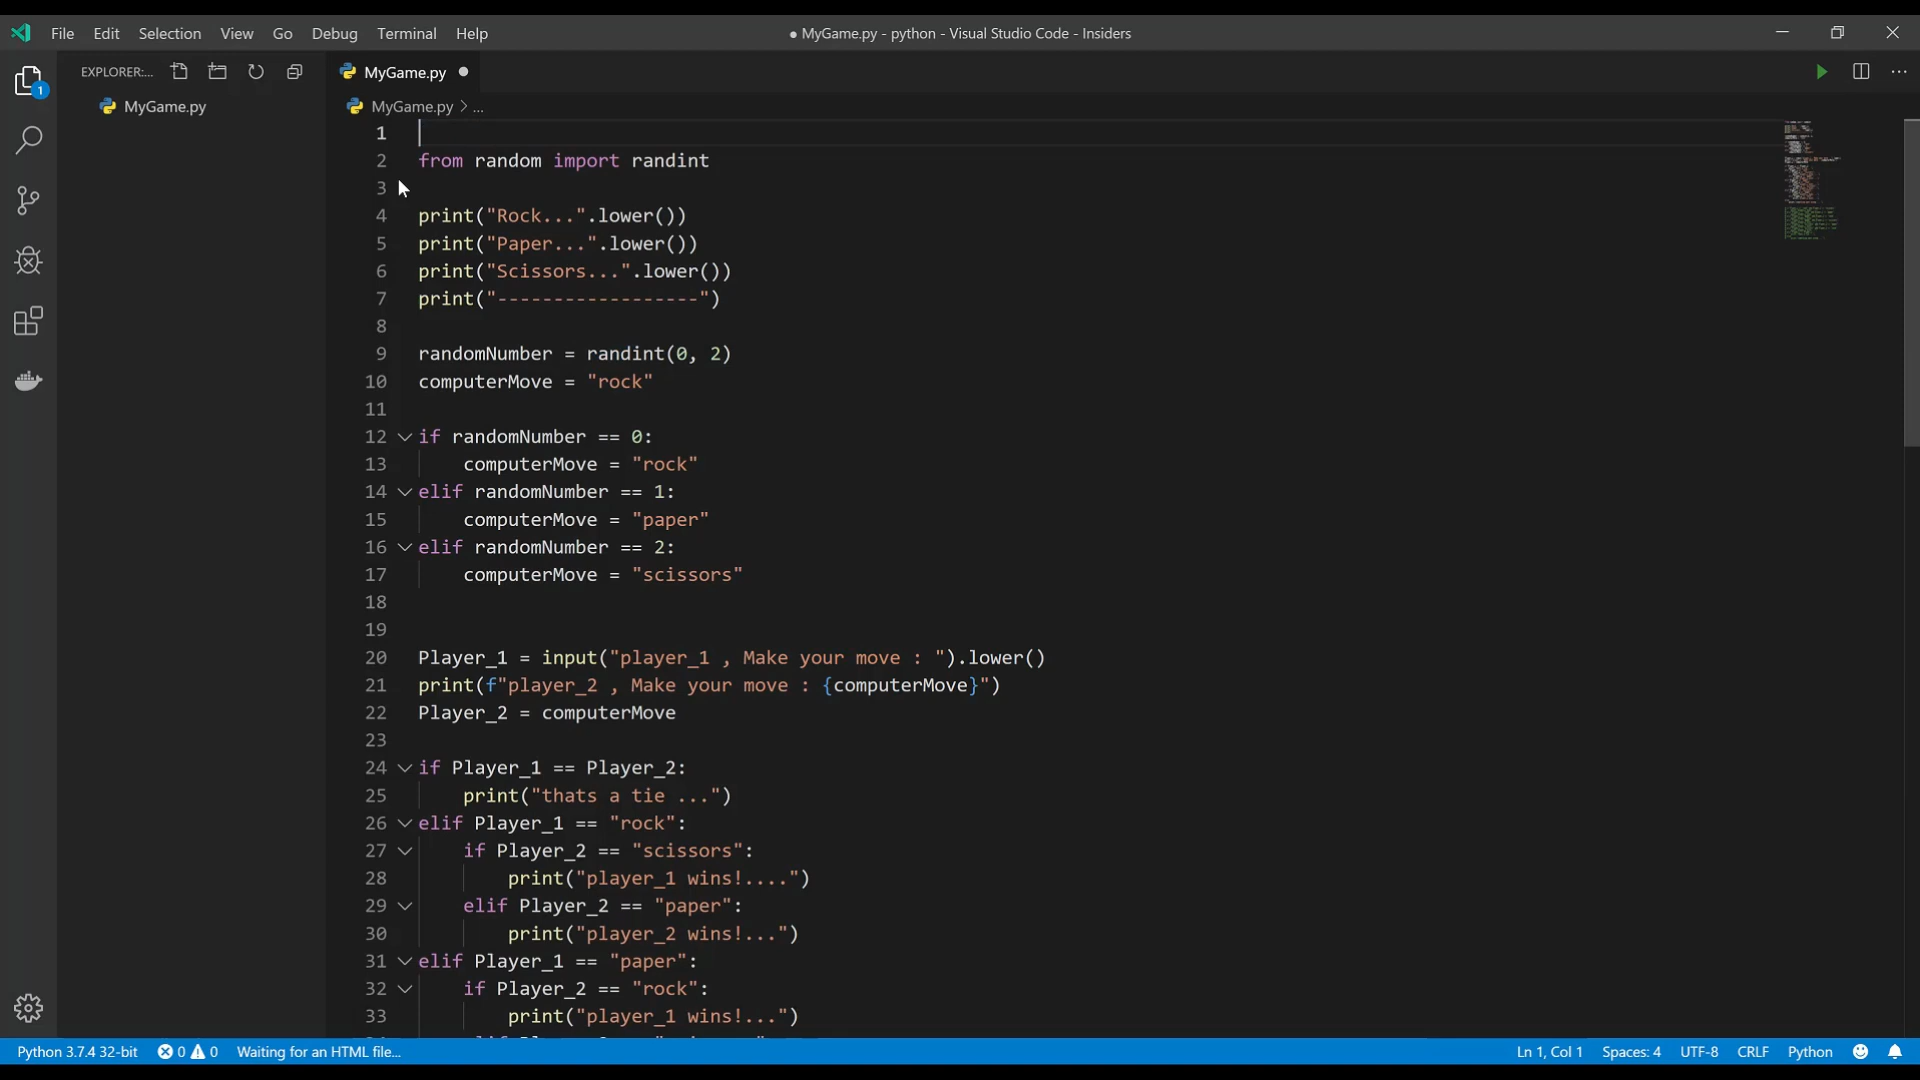 File Edit Selection View Go Debug Terminal Help
● MyGame.py - python - Visual Studio Code - Insiders
EXPLORER:...
MyGame.py
1
MyGame.py
MyGame.py > ...
1
2 from random import randint
3
4 print("Rock...".lower())
5 print("Paper...".lower())
6 print("Scissors...".lower())
7 print("------------------")
8
9 randomNumber = randint(0, 2)
10 computerMove = "rock"
11
12 if randomNumber == 0:
13 computerMove = "rock"
14 elif randomNumber == 1:
15 computerMove = "paper"
16 elif randomNumber == 2:
17 computerMove = "scissors"
18
19
20 Player_1 = input("player_1 , Make your move : ").lower()
21 print(f"player_2 , Make your move : {computerMove}")
22 Player_2 = computerMove
23
24 if Player_1 == Player_2:
25 print("thats a tie ...")
26 elif Player_1 == "rock":
27 if Player_2 == "scissors":
28 print("player_1 wins!....")
29 elif Player_2 == "paper":
30 print("player_2 wins!...")
31 elif Player_1 == "paper":
32 if Player_2 == "rock":
33 print("player_1 wins!...")
Python 3.7.4 32-bit 0 0 Waiting for an HTML file... Ln 1, Col 1 Spaces: 4 UTF-8 CRLF Python